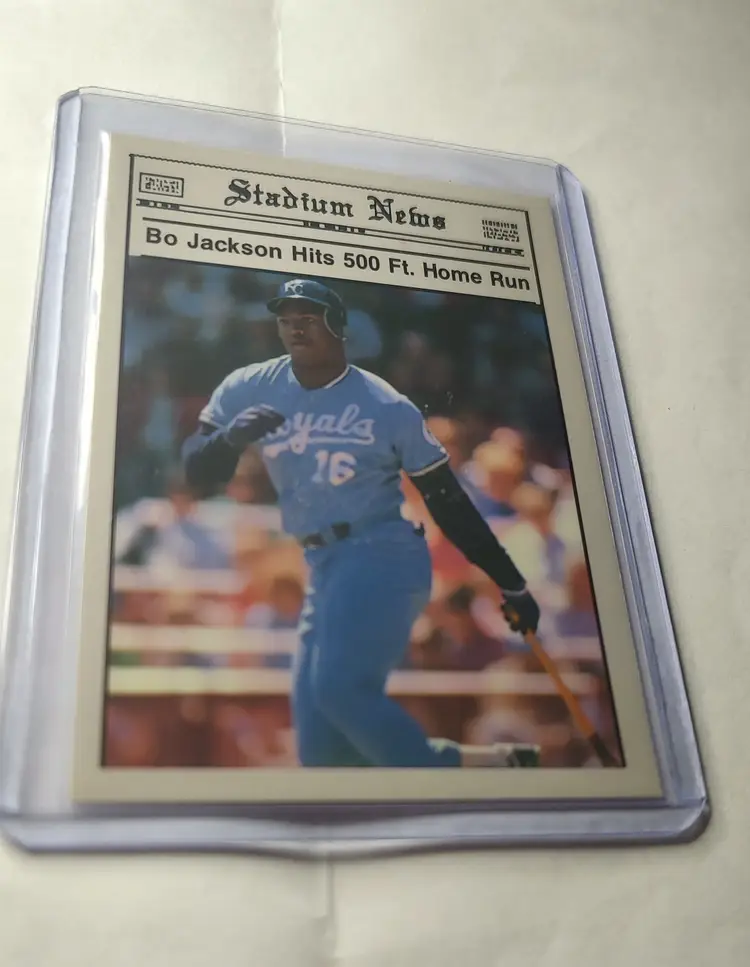 Stadium News
Bo Jackson Hits 500 Ft. Home Run
KC
Royals
16